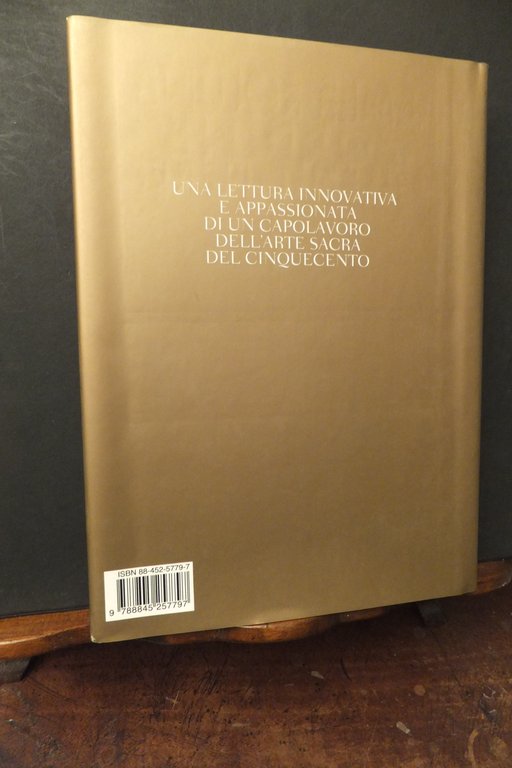 UNA LETTURA INNOVATIVA
E APPASSIONATA
DI UN CAPOLAVORO
DELL'ARTE SACRA
DEL CINQUECENTO
ISBN 88-452-5779-7
9 788845 257797